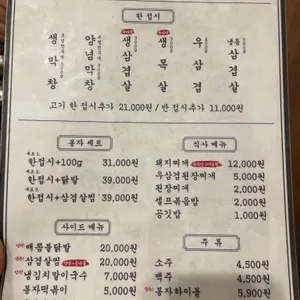 한접시
생막창 양념막창 생삼겹살 생목살 우삼겹 냉동삼겹살
고기 한접시추가 21,000원 / 반 접시추가 11,000원
봉자 세트
한접시+100g 31,000원
한접시+닭발 39,000원
한접시+삼겹살찜 39,000원
식사 메뉴
돼지찌개 12,000원
우삼겹된장찌개 5,000원
된장찌개 2,000원
셀프볶음밥 2,000원
공기밥 1,000원
사이드 메뉴
매콤불닭발 20,000원
삼겹살찜 20,000원
냉김치말이국수 7,000원
봉자떡볶이 5,000원
주 류
소주 4,500원
맥주 4,500원
봉자하이볼 5,900원